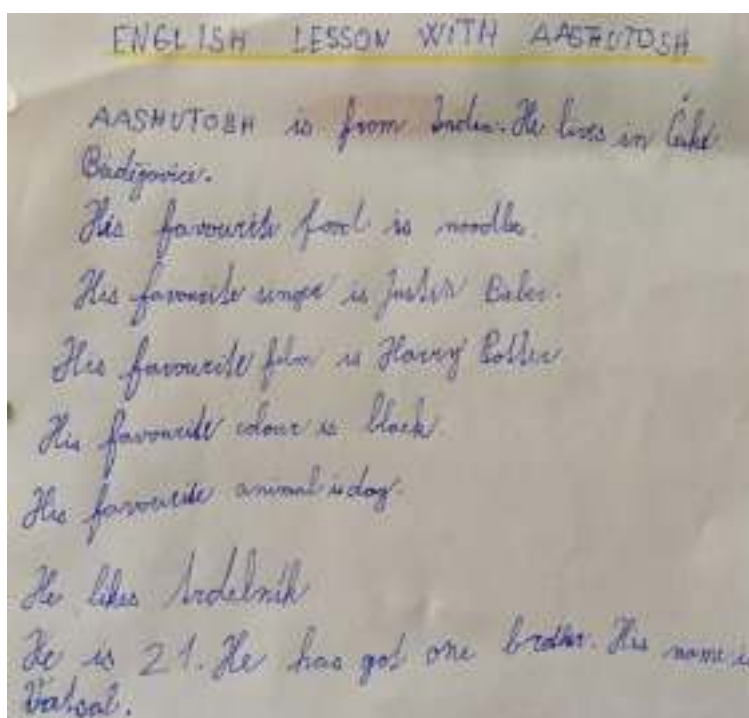 ENGLISH LESSON WITH AASHUTOSH
AASHUTOSH is from India. He lives in České
Budějovice.
His favourite food is noodles.
His favourite singer is Justin Bieber.
His favourite film is Harry Potter
His favourite colour is black.
His favourite animal is dog.
He likes trdelník
He is 21. He has got one brother. His name is
Vatsal.